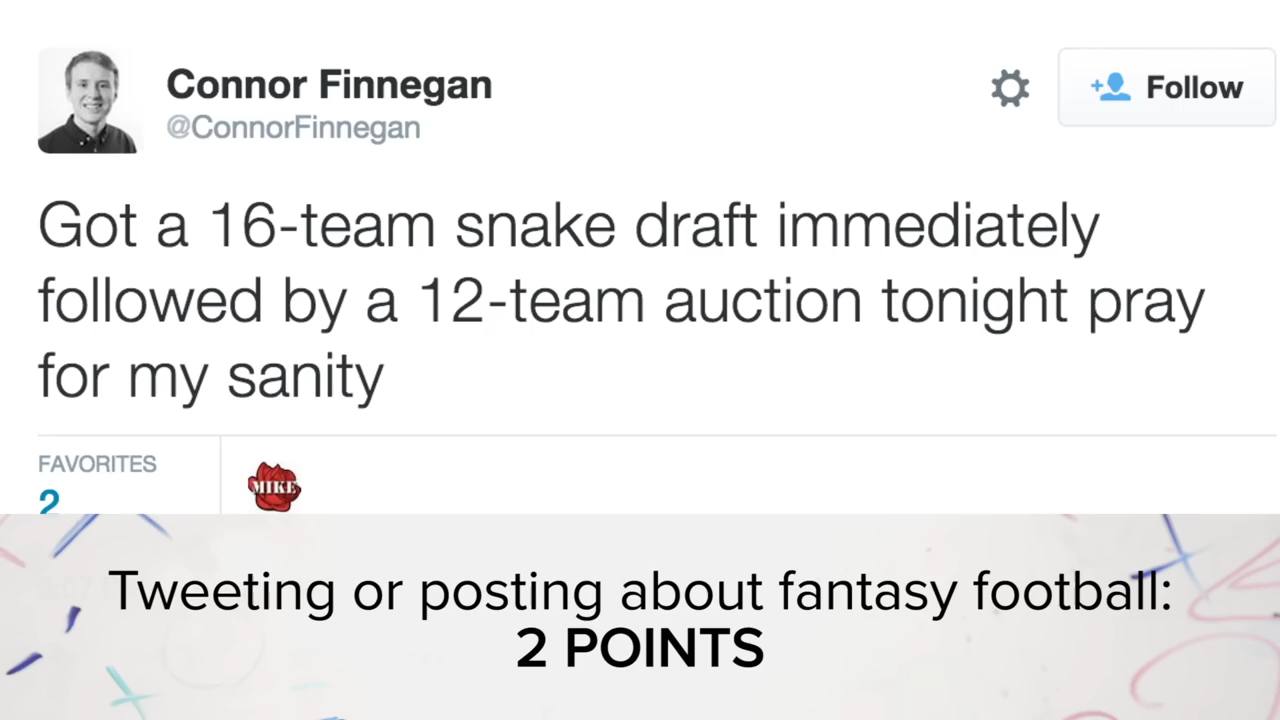 Connor Finnegan
@ConnorFinnegan
Follow
Got a 16-team snake draft immediately
followed by a 12-team auction tonight pray
for my sanity
FAVORITES
2
MIKE
Tweeting or posting about fantasy football:
2 POINTS